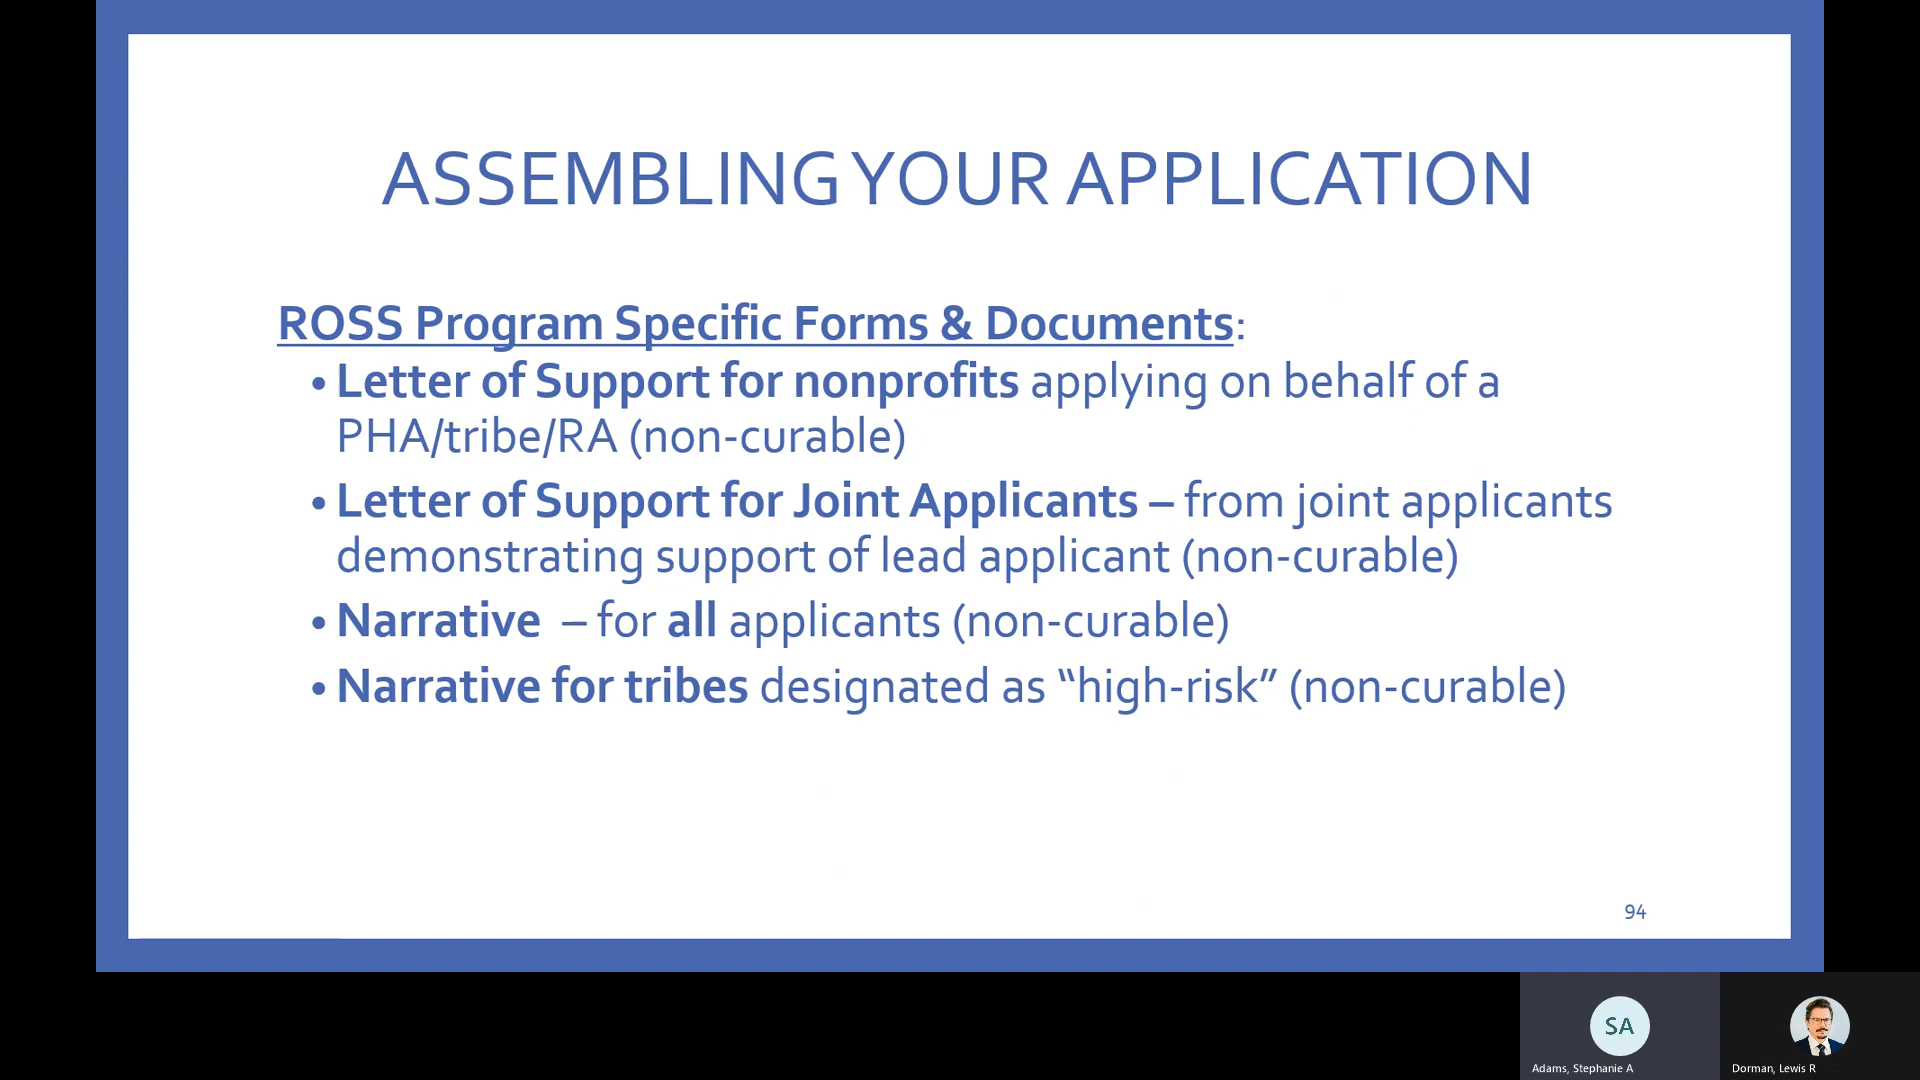 ASSEMBLING YOUR APPLICATION
ROSS Program Specific Forms & Documents:
• Letter of Support for nonprofits applying on behalf of a
PHA/tribe/RA (non-curable)
• Letter of Support for Joint Applicants – from joint applicants
demonstrating support of lead applicant (non-curable)
• Narrative – for all applicants (non-curable)
• Narrative for tribes designated as “high-risk” (non-curable)
94
SA
Adams, Stephanie A
Dorman, Lewis R